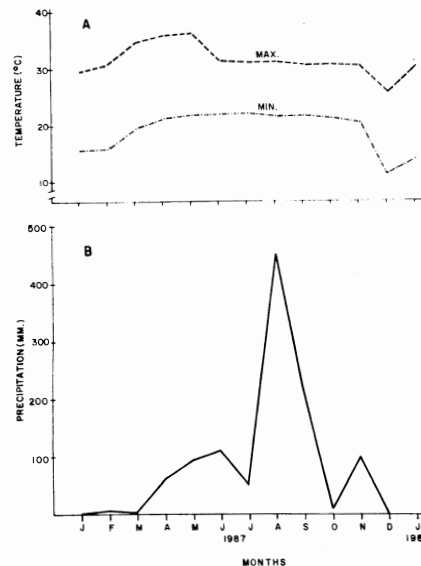 40
A
MAX.
30
TEMPERATURE (°C)
MIN.
20
10
500
B
400
300
PRECIPITATION (MM.)
200
100
J F M A M J J A S O N D J
1987
MONTHS